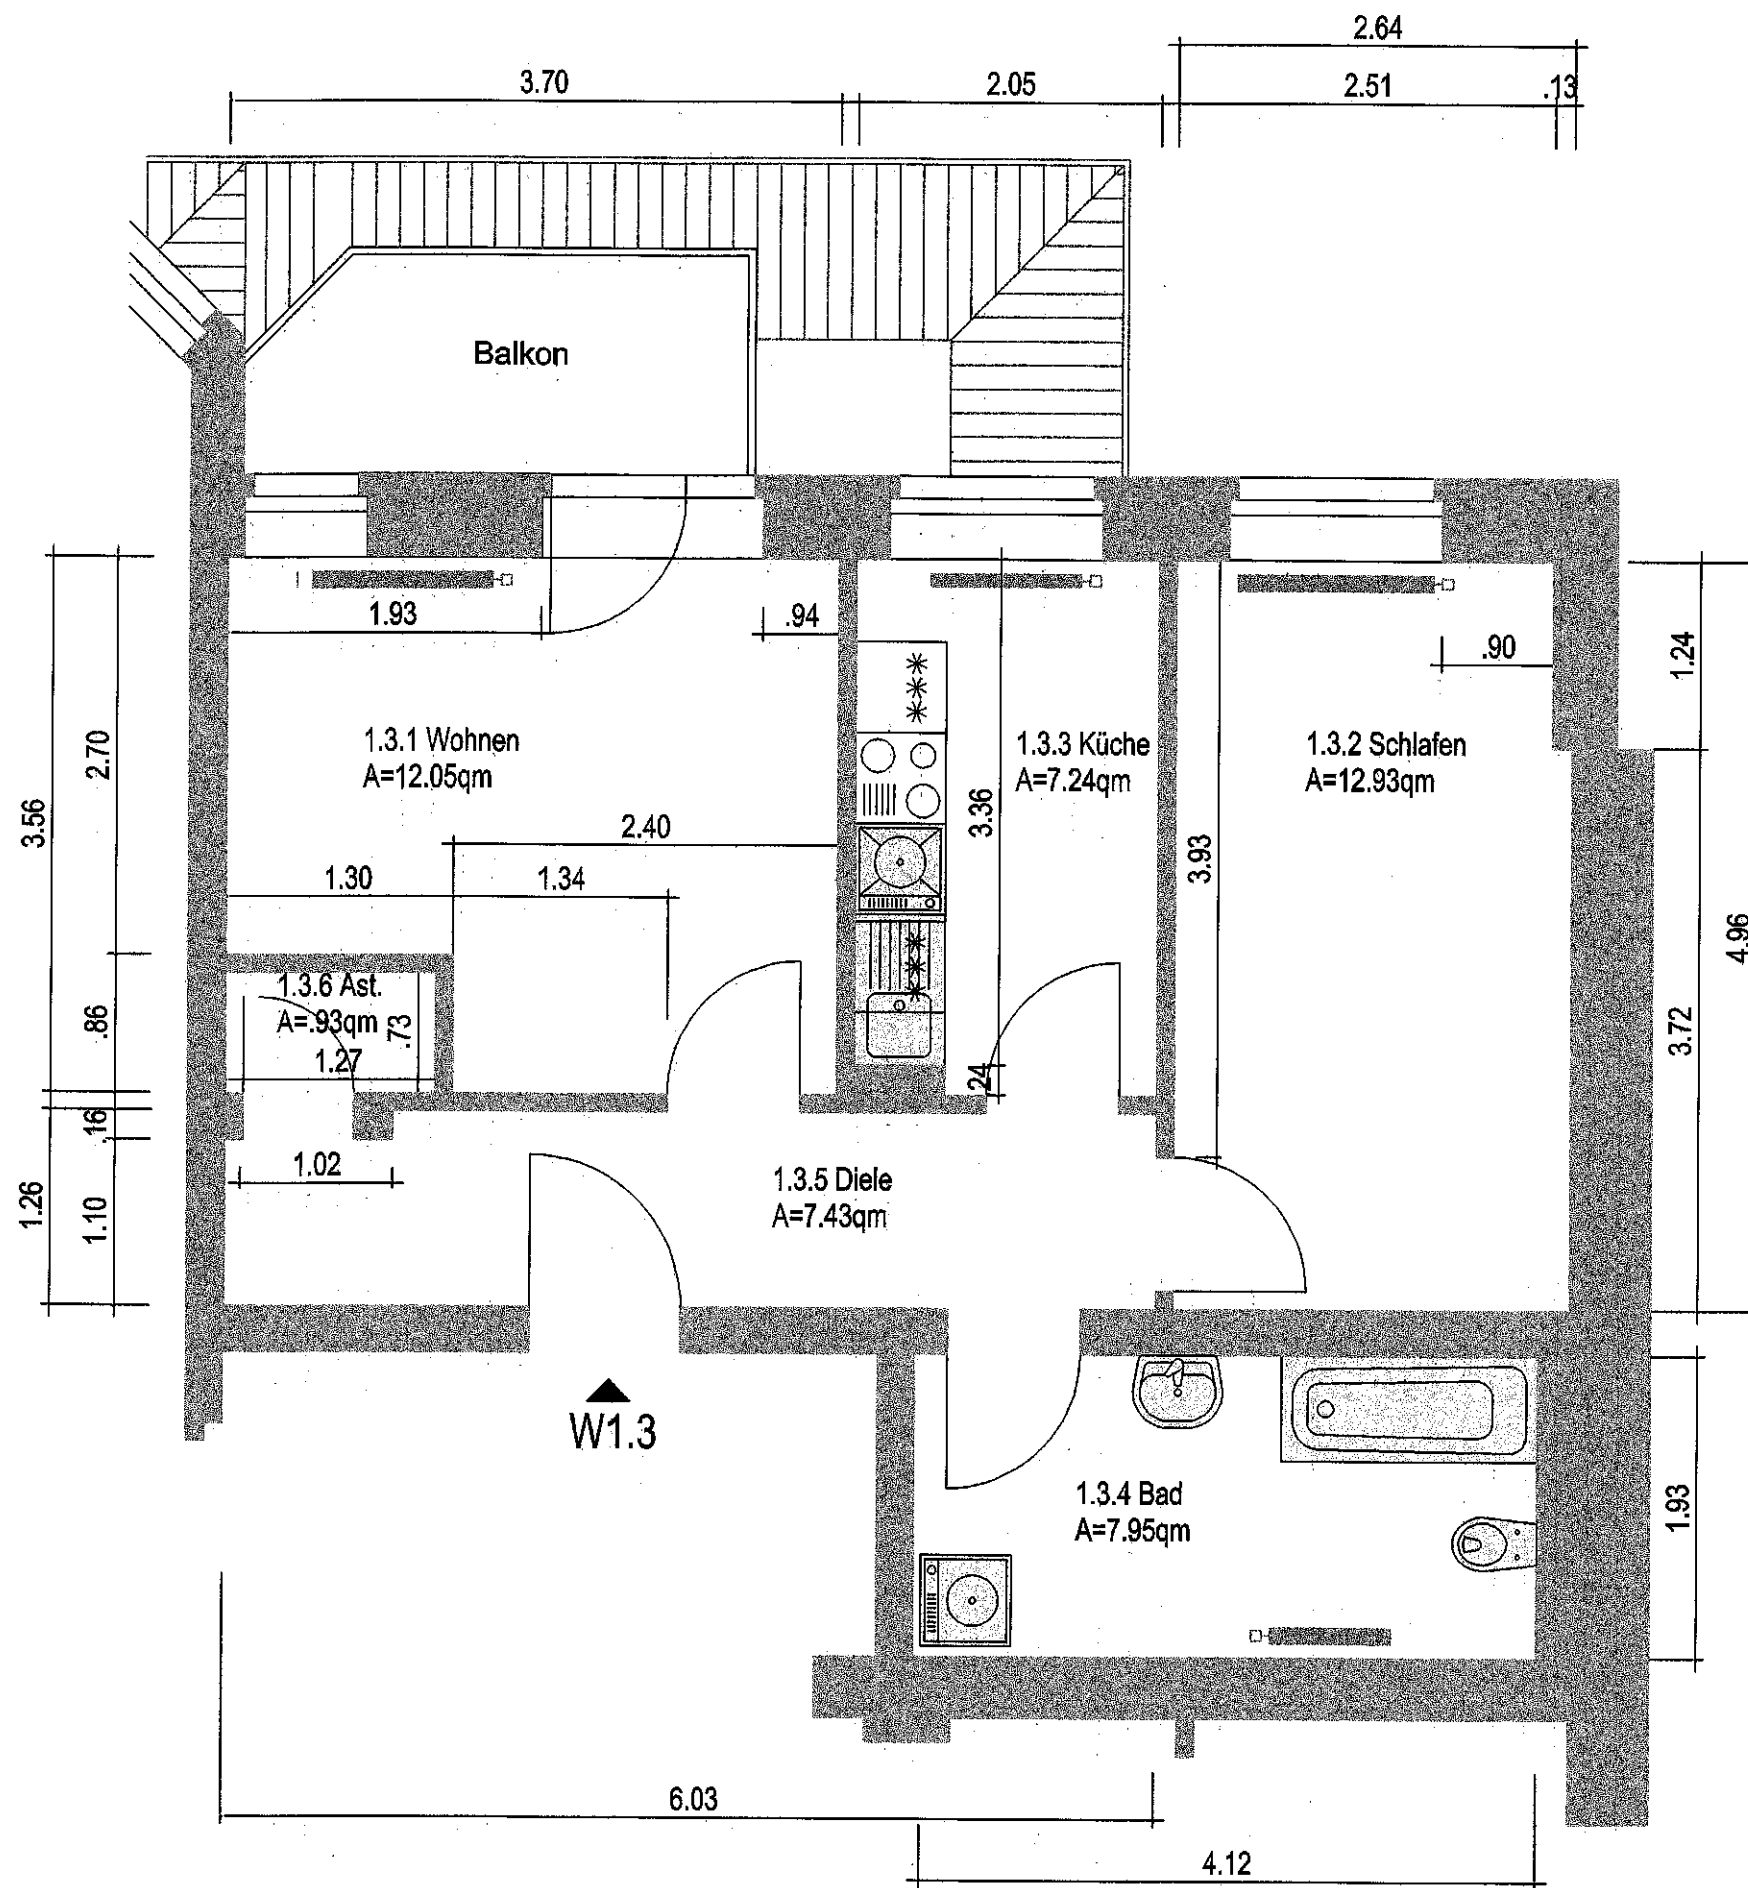 2.64
3.70
2.05
2.51
.13
Balkon
1.93
.94
.90
1.24
1.3.1 Wohnen
A=12.05qm
1.3.3 Küche
A=7.24qm
1.3.2 Schlafen
A=12.93qm
2.70
3.56
3.36
3.93
2.40
1.30
1.34
4.96
1.3.6 Ast.
A=.93qm
.73
1.27
.86
3.72
.24
.16
1.02
1.26
1.10
1.3.5 Diele
A=7.43qm
W1.3
1.3.4 Bad
A=7.95qm
1.93
6.03
4.12